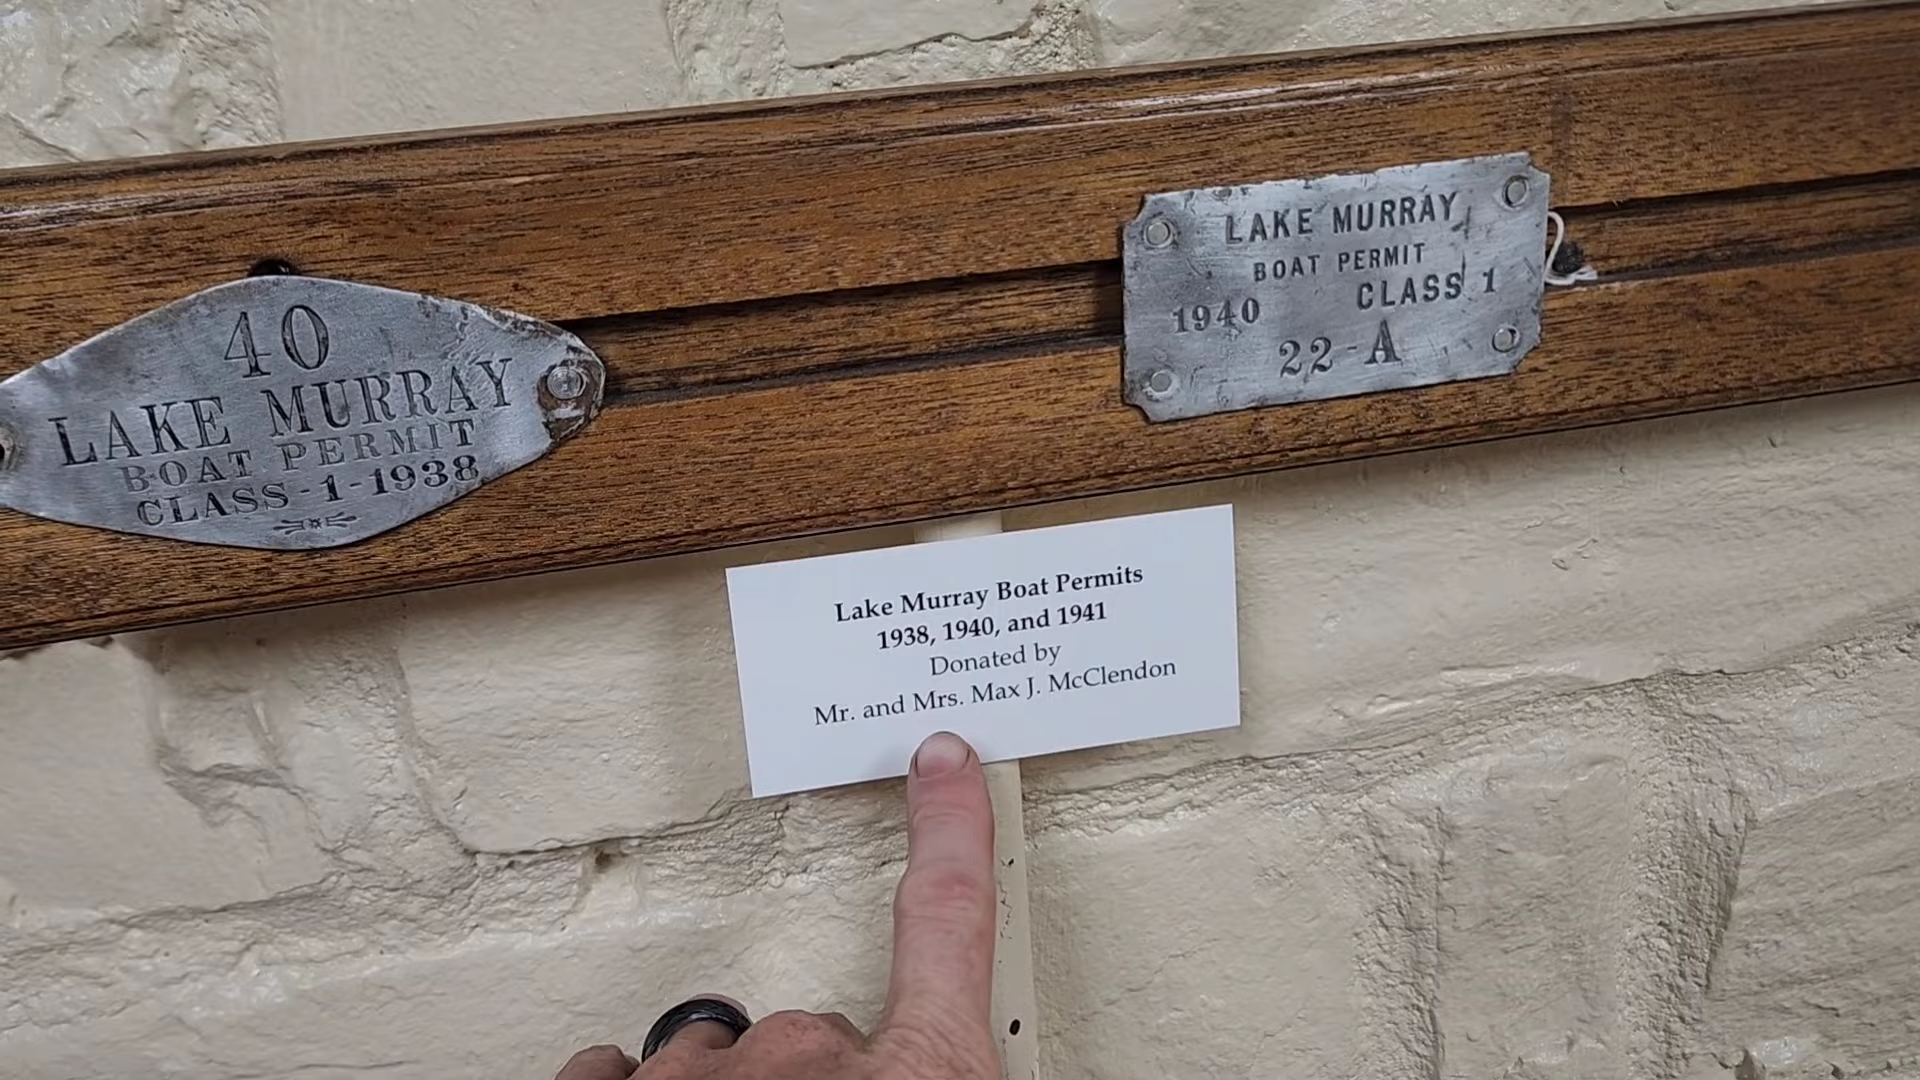 40
LAKE MURRAY
BOAT PERMIT
CLASS-1-1938
LAKE MURRAY
BOAT PERMIT
1940 CLASS 1
22-A
Lake Murray Boat Permits
1938, 1940, and 1941
Donated by
Mr. and Mrs. Max J. McClendon